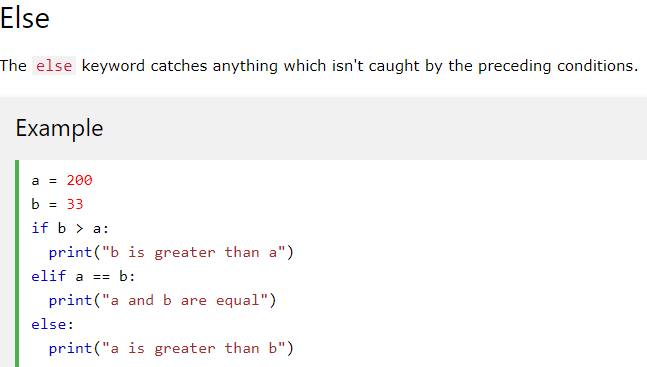 Else
The else keyword catches anything which isn't caught by the preceding conditions.
Example
a = 200
b = 33
if b > a:
  print("b is greater than a")
elif a == b:
  print("a and b are equal")
else:
  print("a is greater than b")